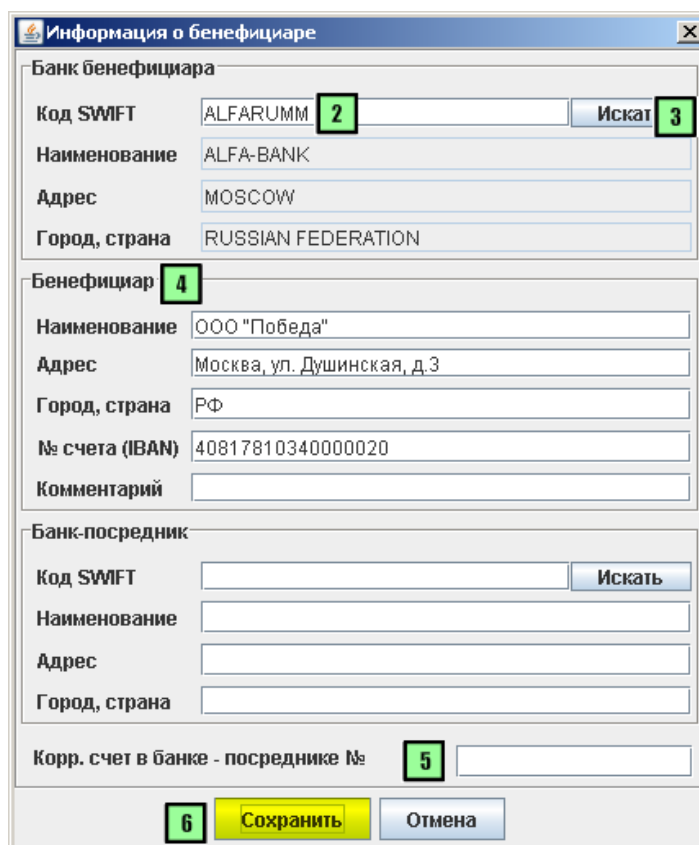 Информация о бенефициаре
Банк бенефициара
Код SWIFT ALFARUMM 2 Искат 3
Наименование ALFA-BANK
Адрес MOSCOW
Город, страна RUSSIAN FEDERATION
Бенефициар 4
Наименование ООО "Победа"
Адрес Москва, ул. Душинская, д.3
Город, страна РФ
№ счета (IBAN) 40817810340000020
Комментарий
Банк-посредник
Код SWIFT Искать
Наименование
Адрес
Город, страна
Корр. счет в банке - посреднике № 5
6 Сохранить Отмена